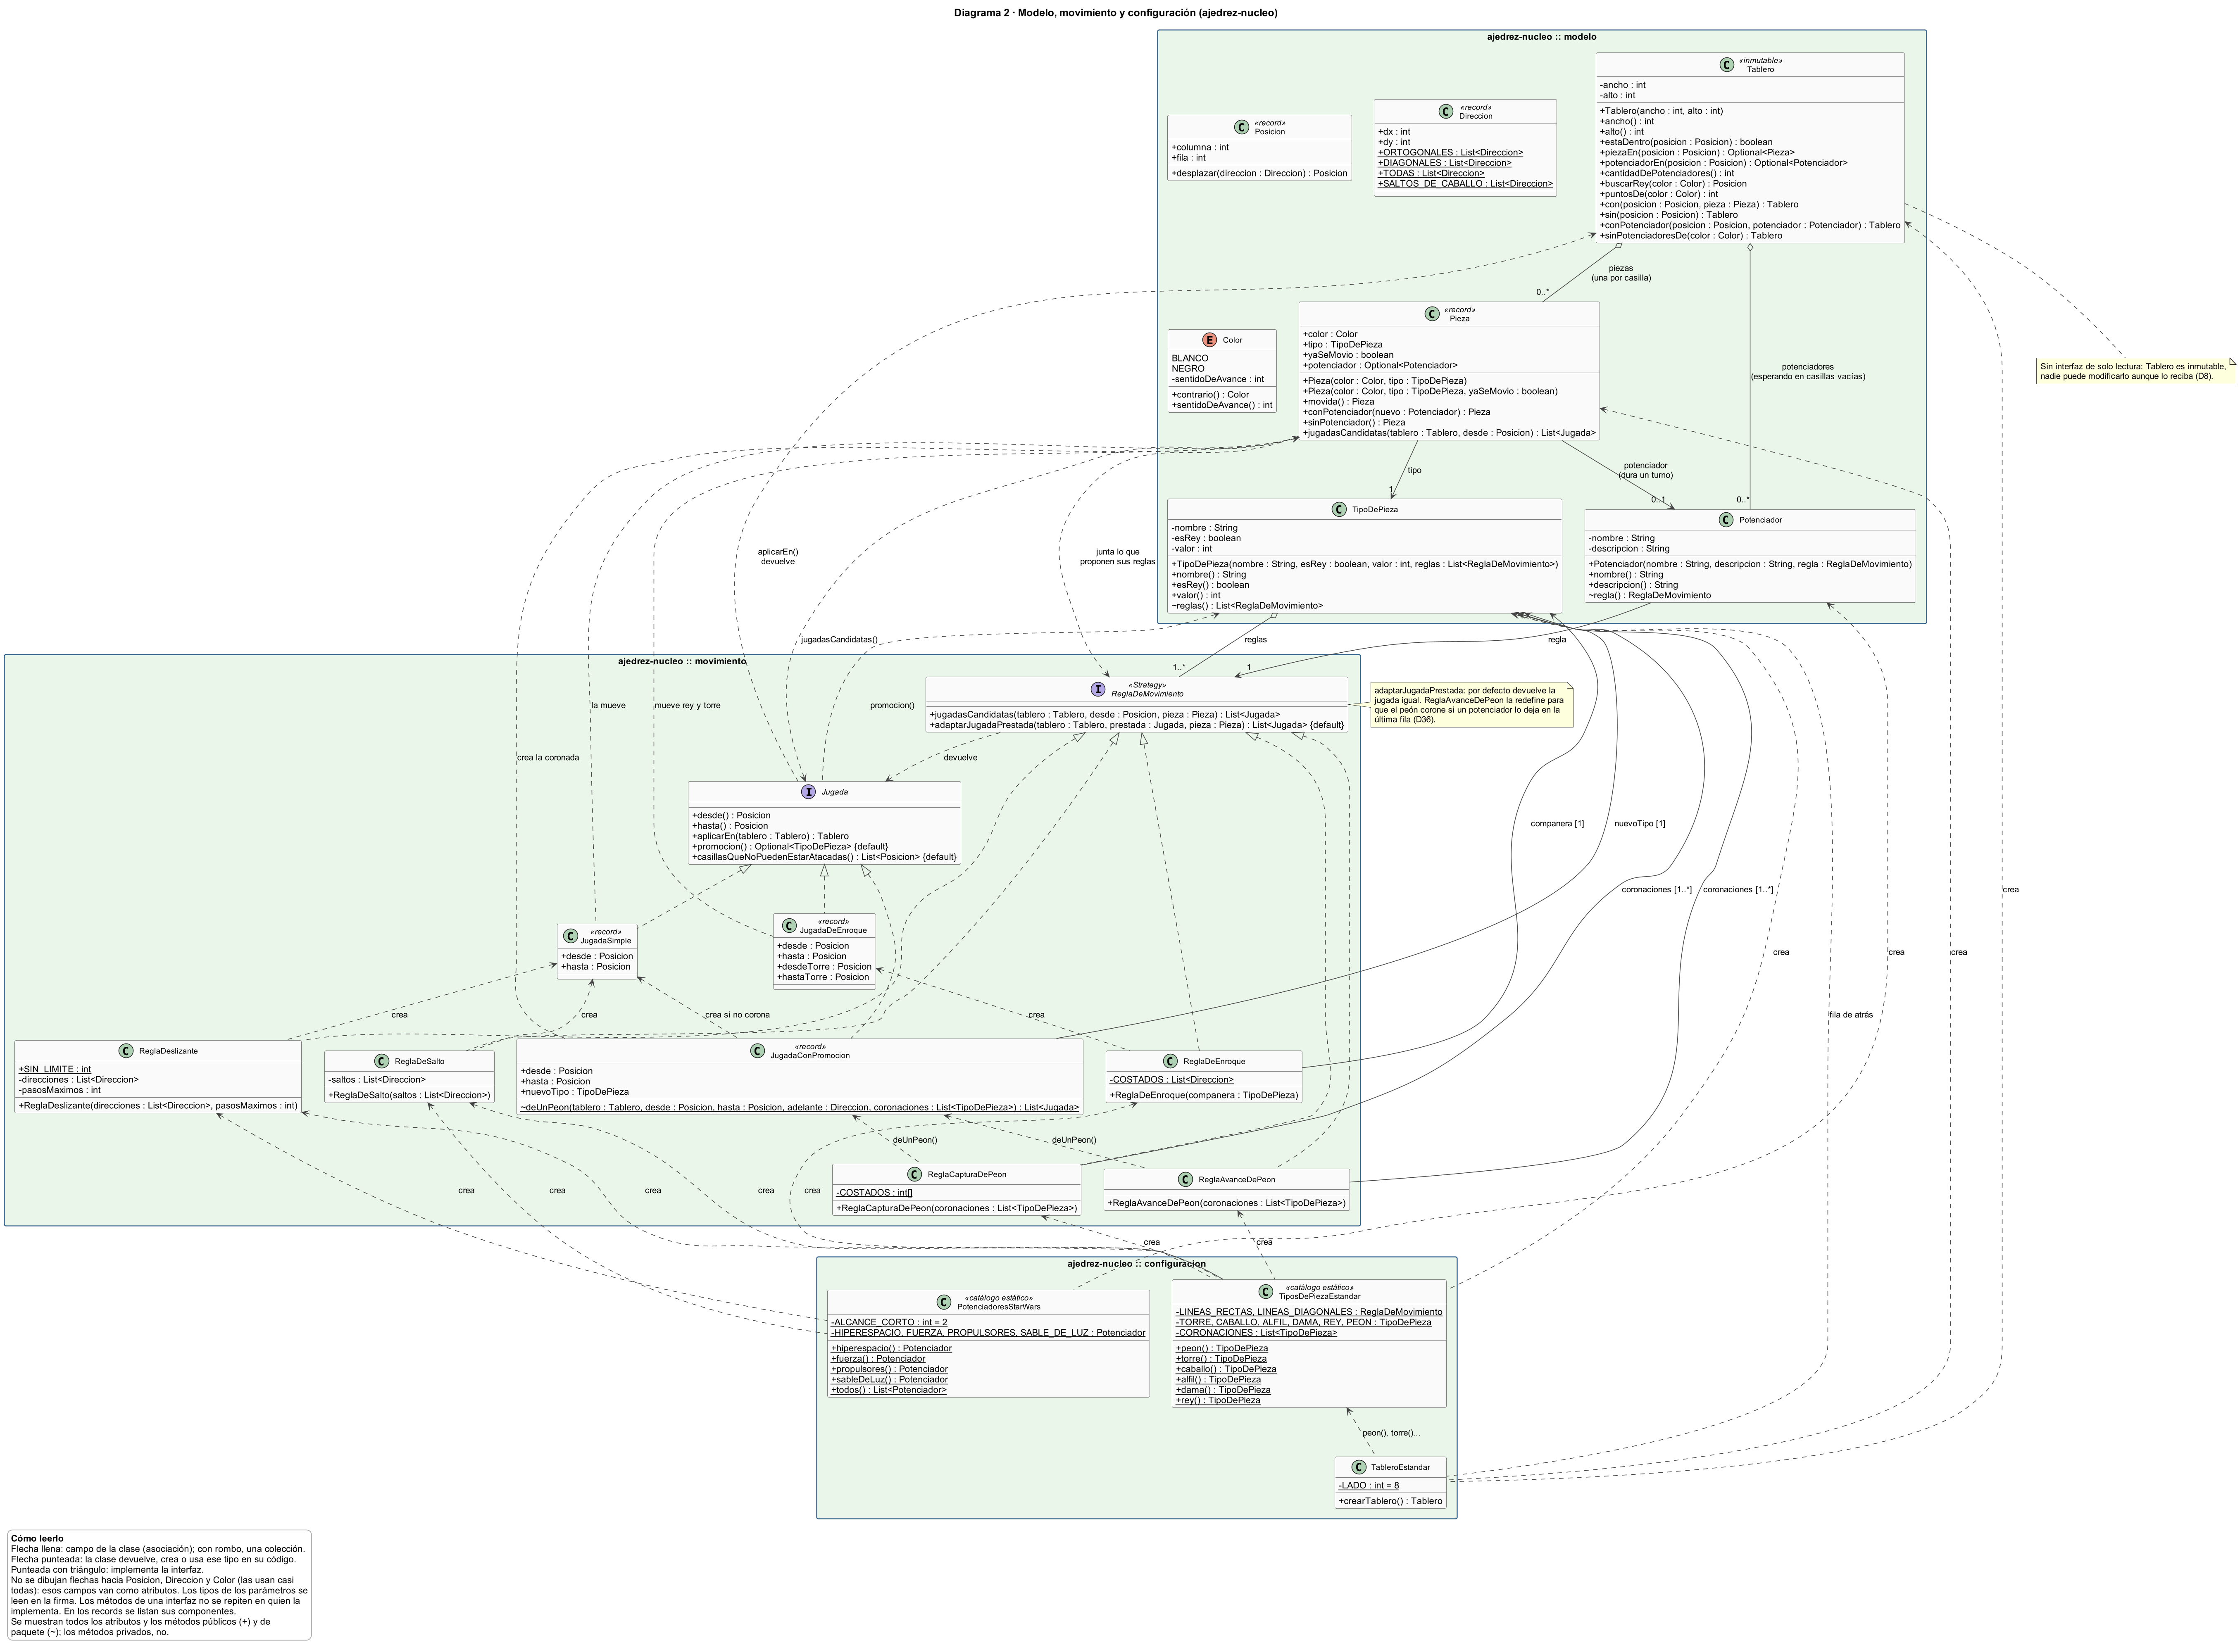 Diagrama 2 · Modelo, movimiento y configuración (ajedrez-nucleo)
ajedrez-nucleo :: modelo
«inmutable»
Tablero
-ancho : int
-alto : int
+Tablero(ancho : int, alto : int)
+ancho() : int
+alto() : int
+estaDentro(posicion : Posicion) : boolean
+piezaEn(posicion : Posicion) : Optional<Pieza>
+potenciadorEn(posicion : Posicion) : Optional<Potenciador>
+cantidadDePotenciadores() : int
+buscarRey(color : Color) : Posicion
+puntosDe(color : Color) : int
+con(posicion : Posicion, pieza : Pieza) : Tablero
+sin(posicion : Posicion) : Tablero
+conPotenciador(posicion : Posicion, potenciador : Potenciador) : Tablero
+sinPotenciadoresDe(color : Color) : Tablero
«record»
Posicion
+columna : int
+fila : int
+desplazar(direccion : Direccion) : Posicion
«record»
Direccion
+dx : int
+dy : int
+ORTOGONALES : List<Direccion>
+DIAGONALES : List<Direccion>
+TODAS : List<Direccion>
+SALTOS_DE_CABALLO : List<Direccion>
piezas
(una por casilla)
0..*
Color
BLANCO
NEGRO
-sentidoDeAvance : int
+contrario() : Color
+sentidoDeAvance() : int
«record»
Pieza
+color : Color
+tipo : TipoDePieza
+yaSeMovio : boolean
+potenciador : Optional<Potenciador>
+Pieza(color : Color, tipo : TipoDePieza)
+Pieza(color : Color, tipo : TipoDePieza, yaSeMovio : boolean)
+movida() : Pieza
+conPotenciador(nuevo : Potenciador) : Pieza
+sinPotenciador() : Pieza
+jugadasCandidatas(tablero : Tablero, desde : Posicion) : List<Jugada>
potenciadores
(esperando en casillas vacías)
Sin interfaz de solo lectura: Tablero es inmutable,
nadie puede modificarlo aunque lo reciba (D8).
tipo
1
potenciador
(dura un turno)
0..1
0..*
TipoDePieza
-nombre : String
-esRey : boolean
-valor : int
+TipoDePieza(nombre : String, esRey : boolean, valor : int, reglas : List<ReglaDeMovimiento>)
+nombre() : String
+esRey() : boolean
+valor() : int
~reglas() : List<ReglaDeMovimiento>
Potenciador
-nombre : String
-descripcion : String
+Potenciador(nombre : String, descripcion : String, regla : ReglaDeMovimiento)
+nombre() : String
+descripcion() : String
~regla() : ReglaDeMovimiento
aplicarEn()
devuelve
junta lo que
proponen sus reglas
jugadasCandidatas()
reglas
1..*
regla
1
ajedrez-nucleo :: movimiento
«Strategy»
ReglaDeMovimiento
+jugadasCandidatas(tablero : Tablero, desde : Posicion, pieza : Pieza) : List<Jugada>
+adaptarJugadaPrestada(tablero : Tablero, prestada : Jugada, pieza : Pieza) : List<Jugada> {default}
adaptarJugadaPrestada: por defecto devuelve la
jugada igual. ReglaAvanceDePeon la redefine para
que el peón corone si un potenciador lo deja en la
última fila (D36).
la mueve
mueve rey y torre
promocion()
crea la coronada
devuelve
Jugada
+desde() : Posicion
+hasta() : Posicion
+aplicarEn(tablero : Tablero) : Tablero
+promocion() : Optional<TipoDePieza> {default}
+casillasQueNoPuedenEstarAtacadas() : List<Posicion> {default}
companera [1]
nuevoTipo [1]
coronaciones [1..*]
coronaciones [1..*]
crea
«record»
JugadaSimple
+desde : Posicion
+hasta : Posicion
«record»
JugadaDeEnroque
+desde : Posicion
+hasta : Posicion
+desdeTorre : Posicion
+hastaTorre : Posicion
crea
crea
crea
crea
crea
crea si no corona
crea
fila de atrás
ReglaDeslizante
+SIN_LIMITE : int
-direcciones : List<Direccion>
-pasosMaximos : int
+ReglaDeslizante(direcciones : List<Direccion>, pasosMaximos : int)
ReglaDeSalto
-saltos : List<Direccion>
+ReglaDeSalto(saltos : List<Direccion>)
«record»
JugadaConPromocion
+desde : Posicion
+hasta : Posicion
+nuevoTipo : TipoDePieza
~deUnPeon(tablero : Tablero, desde : Posicion, hasta : Posicion, adelante : Direccion, coronaciones : List<TipoDePieza>) : List<Jugada>
ReglaDeEnroque
-COSTADOS : List<Direccion>
+ReglaDeEnroque(companera : TipoDePieza)
deUnPeon()
deUnPeon()
crea
crea
crea
crea
ReglaCapturaDePeon
-COSTADOS : int[]
+ReglaCapturaDePeon(coronaciones : List<TipoDePieza>)
ReglaAvanceDePeon
+ReglaAvanceDePeon(coronaciones : List<TipoDePieza>)
crea
crea
ajedrez-nucleo :: configuracion
«catálogo estático»
PotenciadoresStarWars
-ALCANCE_CORTO : int = 2
-HIPERESPACIO, FUERZA, PROPULSORES, SABLE_DE_LUZ : Potenciador
+hiperespacio() : Potenciador
+fuerza() : Potenciador
+propulsores() : Potenciador
+sableDeLuz() : Potenciador
+todos() : List<Potenciador>
«catálogo estático»
TiposDePiezaEstandar
-LINEAS_RECTAS, LINEAS_DIAGONALES : ReglaDeMovimiento
-TORRE, CABALLO, ALFIL, DAMA, REY, PEON : TipoDePieza
-CORONACIONES : List<TipoDePieza>
+peon() : TipoDePieza
+torre() : TipoDePieza
+caballo() : TipoDePieza
+alfil() : TipoDePieza
+dama() : TipoDePieza
+rey() : TipoDePieza
peon(), torre()...
TableroEstandar
-LADO : int = 8
+crearTablero() : Tablero
Cómo leerlo
Flecha llena: campo de la clase (asociación); con rombo, una colección.
Flecha punteada: la clase devuelve, crea o usa ese tipo en su código.
Punteada con triángulo: implementa la interfaz.
No se dibujan flechas hacia Posicion, Direccion y Color (las usan casi
todas): esos campos van como atributos. Los tipos de los parámetros se
leen en la firma. Los métodos de una interfaz no se repiten en quien la
implementa. En los records se listan sus componentes.
Se muestran todos los atributos y los métodos públicos (+) y de
paquete (~); los métodos privados, no.